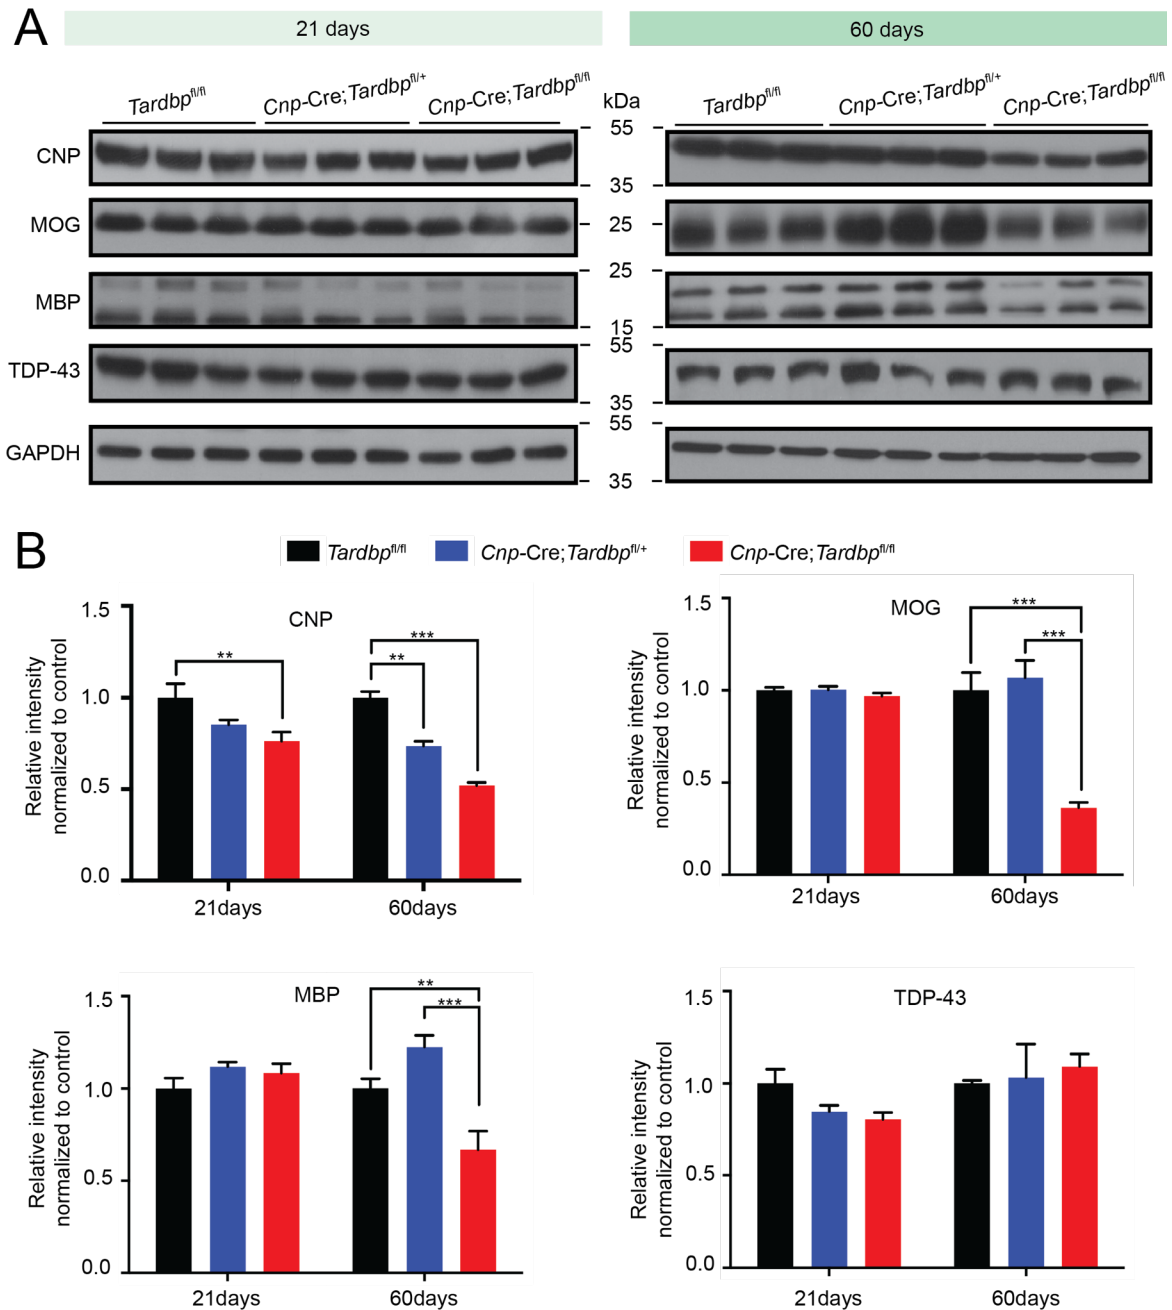 A
21 days
60 days
Tardbpfl/fl
Cnp-Cre;Tardbpfl/+
Cnp-Cre;Tardbpfl/fl
kDa
Tardbpfl/fl
Cnp-Cre;Tardbpfl/+
Cnp-Cre;Tardbpfl/fl
55
CNP
35
MOG
25
25
MBP
15
55
TDP-43
35
55
GAPDH
35
B
Tardbpfl/fl
Cnp-Cre;Tardbpfl/+
Cnp-Cre;Tardbpfl/fl
CNP
Relative intensity
normalized to control
1.5
1.0
0.5
0.0
**
***
**
21days
60days
MOG
Relative intensity
normalized to control
1.5
1.0
0.5
0.0
***
***
21days
60days
MBP
Relative intensity
normalized to control
1.5
1.0
0.5
0.0
**
***
21days
60days
TDP-43
Relative intensity
normalized to control
1.5
1.0
0.5
0.0
21days
60days